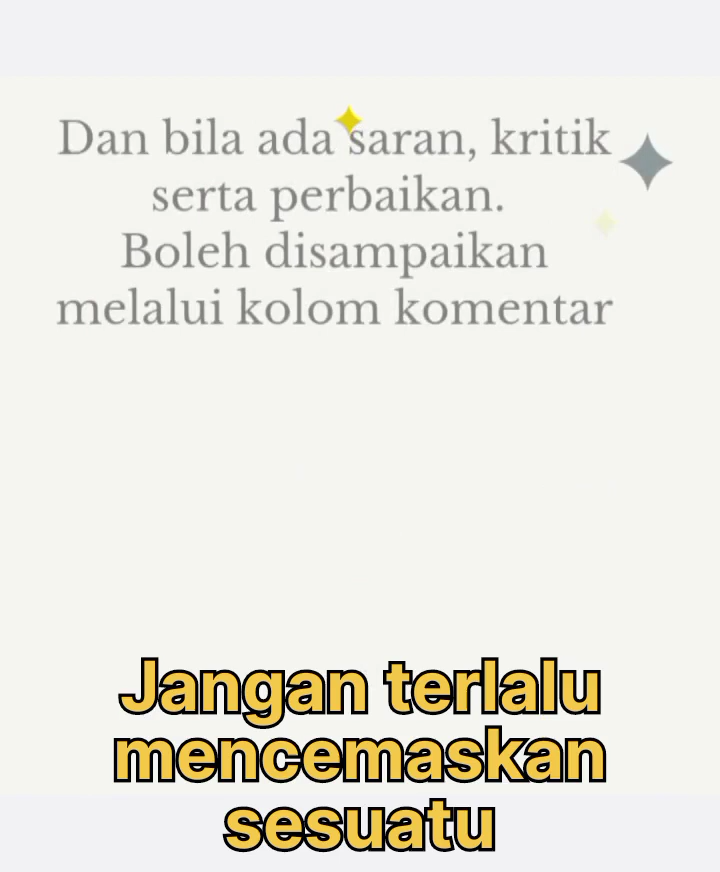 Dan bila ada saran, kritik
serta perbaikan.
Boleh disampaikan
melalui kolom komentar
Jangan terlalu
mencemaskan
sesuatu